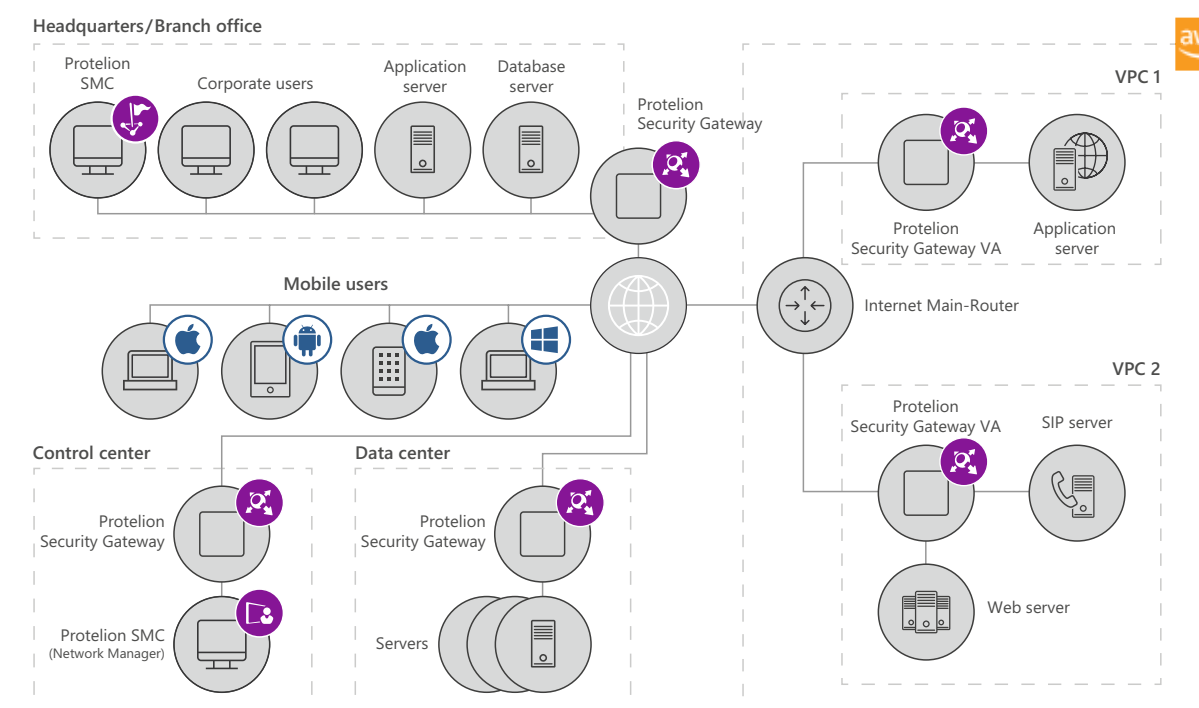 Headquarters/Branch office
Protelion
SMC
Corporate users
Application
server
Database
server
Protelion
Security Gateway
VPC 1
Protelion
Security Gateway VA
Application
server
Mobile users
Internet Main-Router
VPC 2
Protelion
Security Gateway VA
SIP server
Control center
Data center
Protelion
Security Gateway
Protelion
Security Gateway
Web server
Protelion SMC
(Network Manager)
Servers